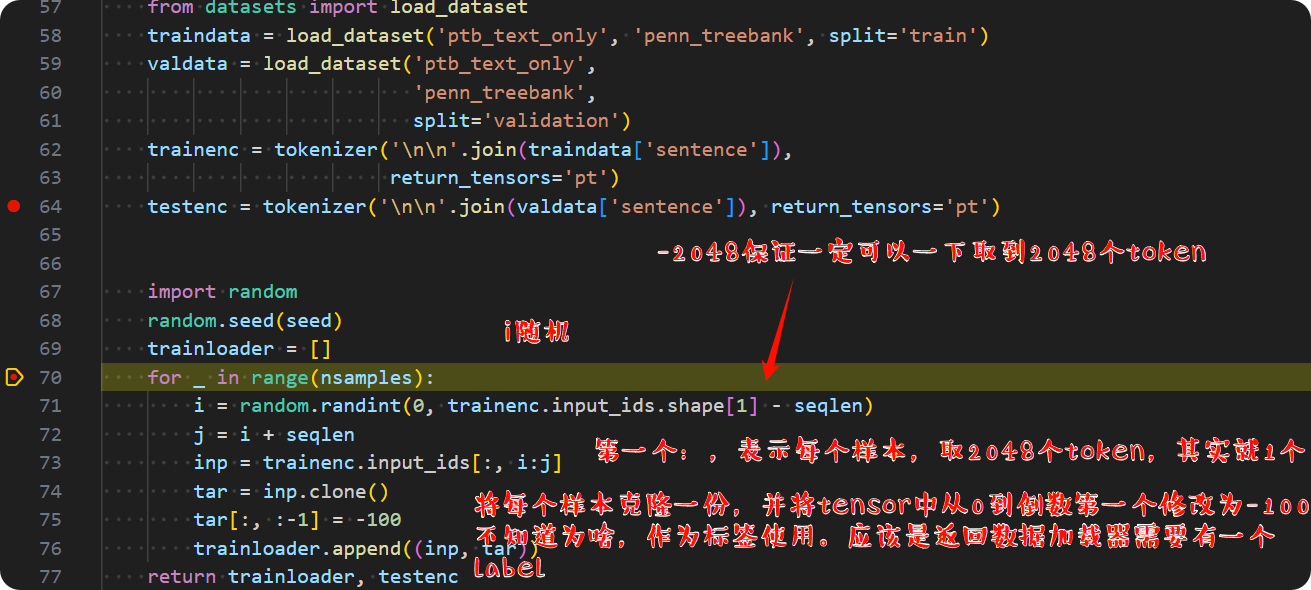 57 from datasets import load_dataset
58 traindata = load_dataset('ptb_text_only', 'penn_treebank', split='train')
59 valdata = load_dataset('ptb_text_only',
60 'penn_treebank',
61 split='validation')
62 trainenc = tokenizer('\n\n'.join(traindata['sentence']),
63 return_tensors='pt')
64 testenc = tokenizer('\n\n'.join(valdata['sentence']), return_tensors='pt')
65
-2048保证一定可以一下取到2048个token
66
67 import random
68 random.seed(seed)
i随机
69 trainloader = []
70 for _ in range(nsamples):
71 i = random.randint(0, trainenc.input_ids.shape[1] - seqlen)
72 j = i + seqlen
73 inp = trainenc.input_ids[:, i:j]
第一个：，表示每个样本，取2048个token，其实就1个
74 tar = inp.clone()
将每个样本克隆一份，并将tensor中从0到倒数第一个修改为-100
75 tar[:, :-1] = -100
不知道为啥，作为标签使用。应该是返回数据加载器需要有一个
76 trainloader.append((inp, tar))
label
77 return trainloader, testenc